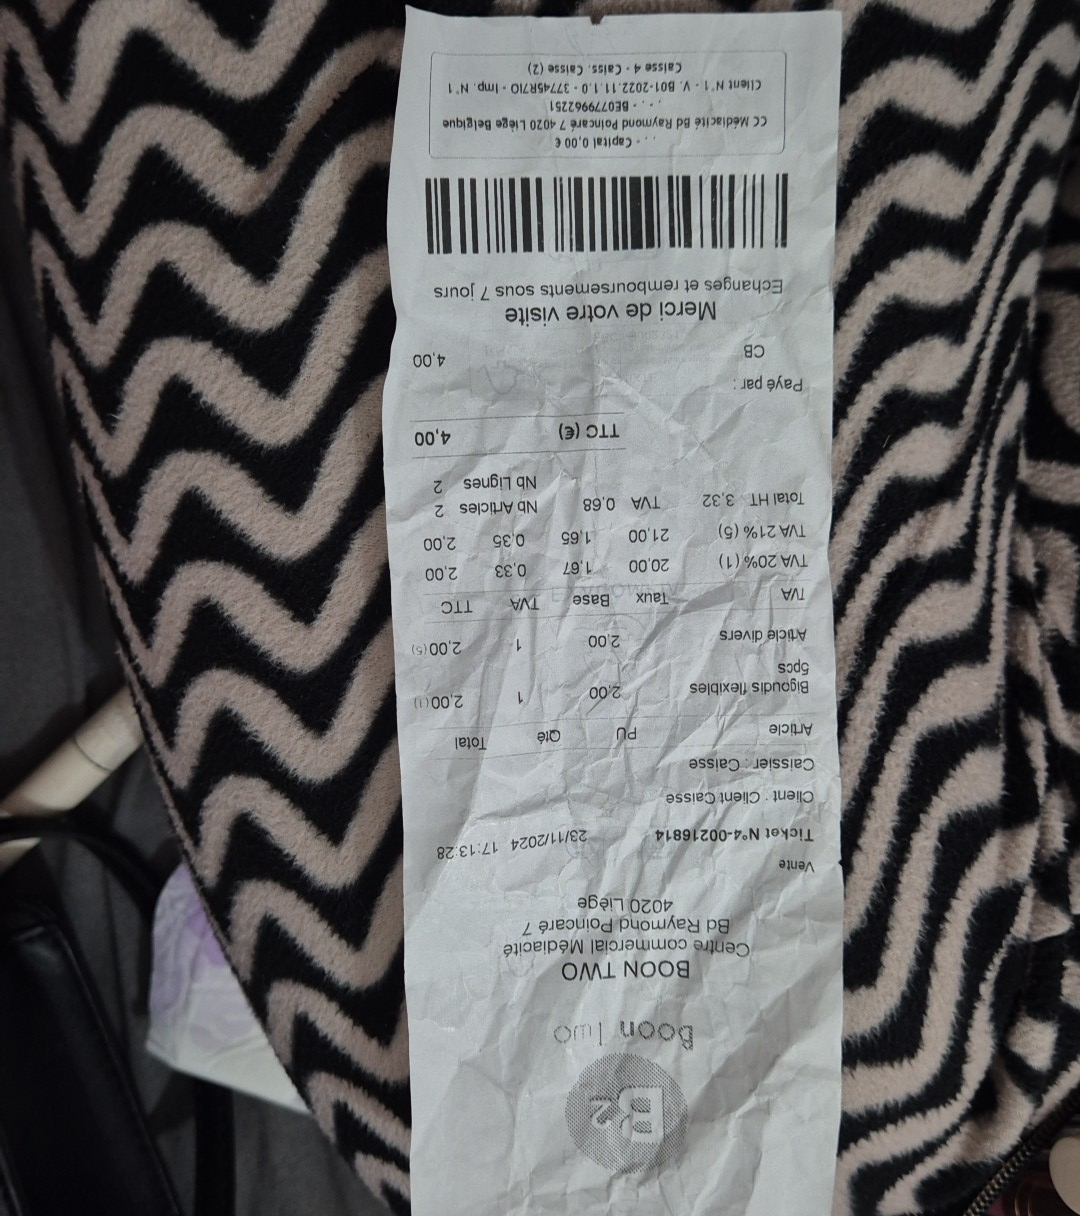 B2
Boon Two
BOON TWO
Centre commercial Médiacité
Bd Raymond Poincaré 7
4020 Liège
Vente
Ticket N°4-00216814 23/11/2024 17:13:28
Client : Client Caisse
Caissier : Caisse
Article PU Qté Total
Bigoudis flexibles 2,00 1 2,00 (1)
5pcs
Article divers 2,00 1 2,00 (5)
TVA Taux Base TVA TTC
TVA 20% (1) 20,00 1,67 0,33 2,00
TVA 21% (5) 21,00 1,65 0,35 2,00
Total HT 3,32 TVA 0,68 Nb Articles 2
Nb Lignes 2
TTC (€) 4,00
Payé par :
CB 4,00
Merci de votre visite
Echanges et remboursements sous 7 jours
. . - Capital 0,00 €
CC Médiacité Bd Raymond Poincaré 7 4020 Liège Belgique
. . . - BE0779962251
Client N°1 - V. B01-2022.11.1.0 - 37745R7IO - Imp. N°1
Caisse 4 - Caiss. Caisse (2)